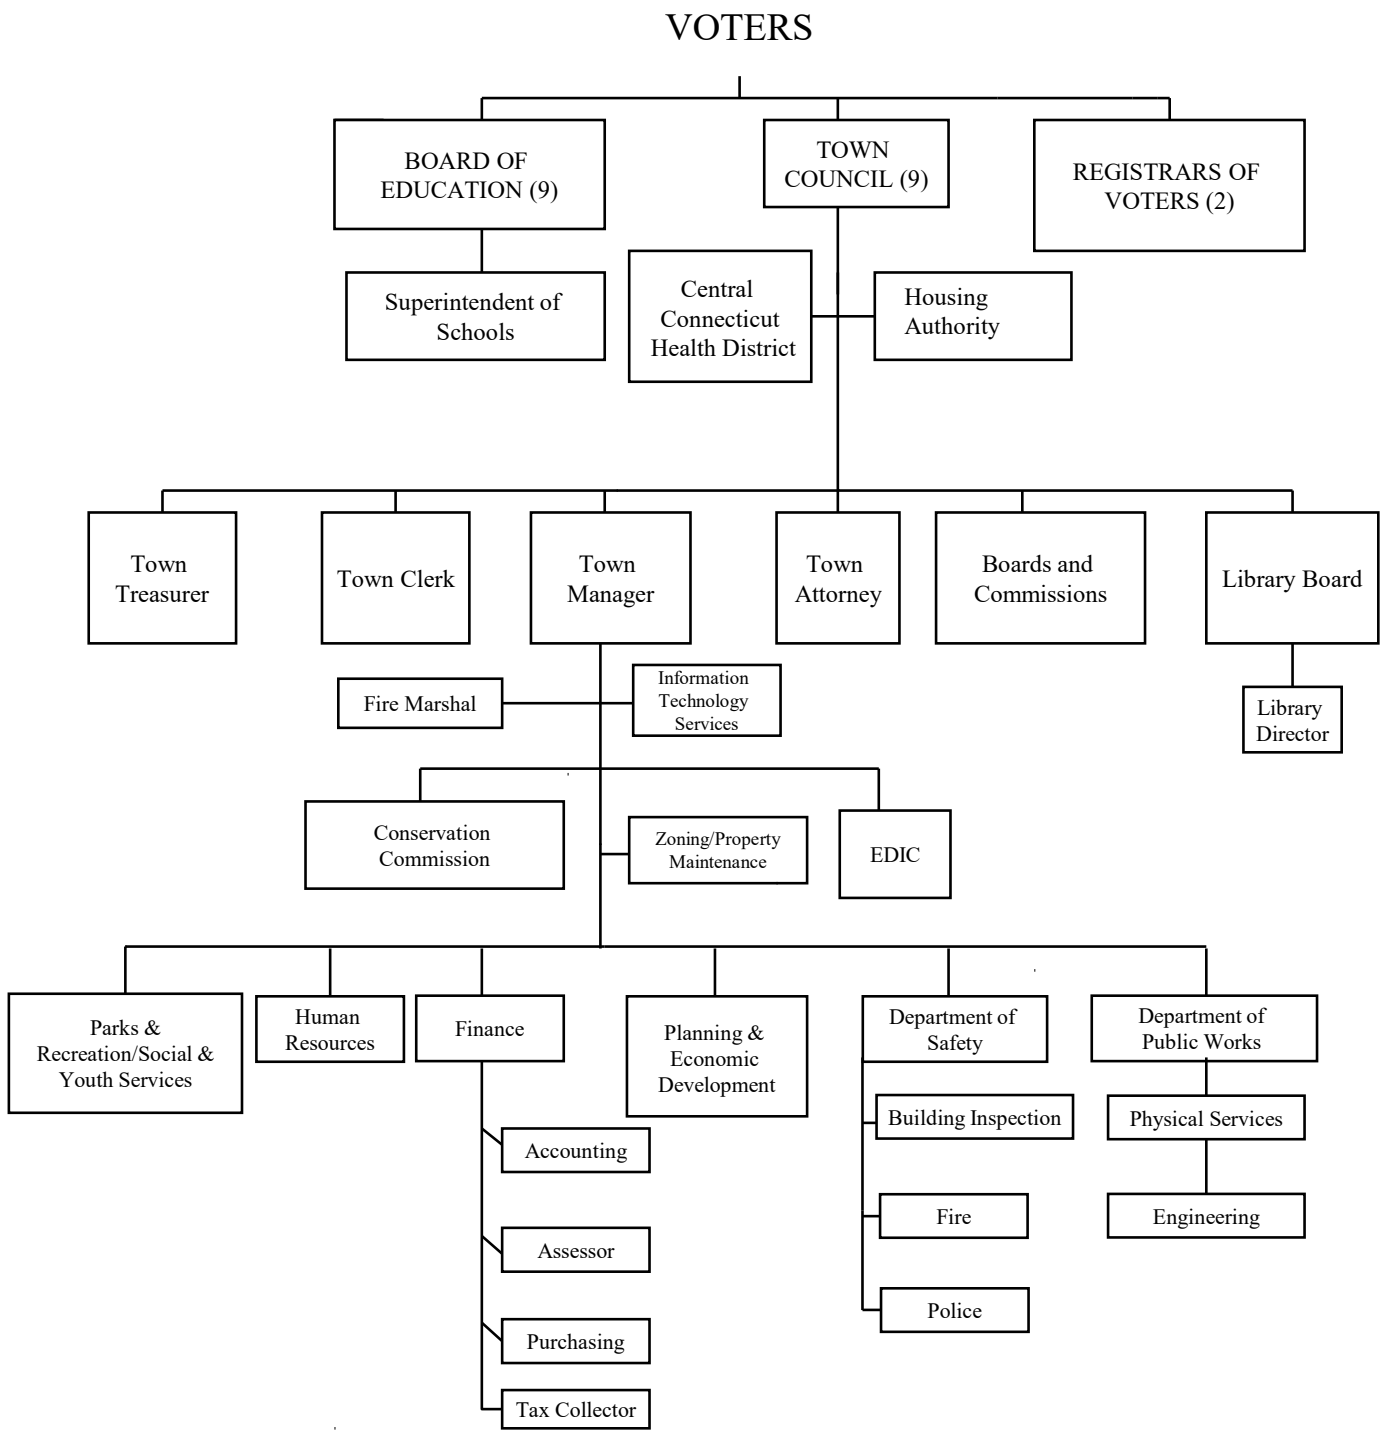 VOTERS
BOARD OF
EDUCATION (9)
TOWN
COUNCIL (9)
REGISTRARS OF
VOTERS (2)
Superintendent of
Schools
Central
Connecticut
Health District
Housing
Authority
Town
Treasurer
Town Clerk
Town
Manager
Town
Attorney
Boards and
Commissions
Library Board
Fire Marshal
Information
Technology
Services
Library
Director
Conservation
Commission
Zoning/Property
Maintenance
EDIC
Parks &
Recreation/Social &
Youth Services
Human
Resources
Finance
Planning &
Economic
Development
Department of
Safety
Department of
Public Works
Accounting
Assessor
Purchasing
Tax Collector
Building Inspection
Fire
Police
Physical Services
Engineering